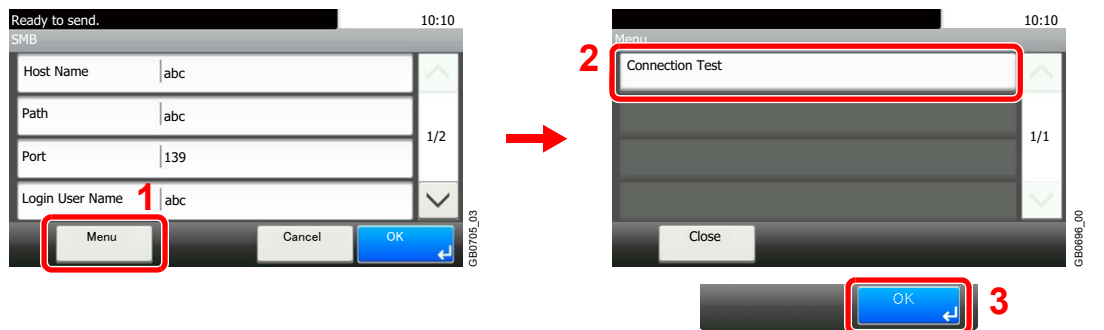 Ready to send.
10:10
SMB
Host Name abc
Path abc
1/2
Port 139
Login User Name abc
1
Menu Cancel OK
GB0705_03
10:10
Menu
2
Connection Test
1/1
Close
GB0696_00
OK
3